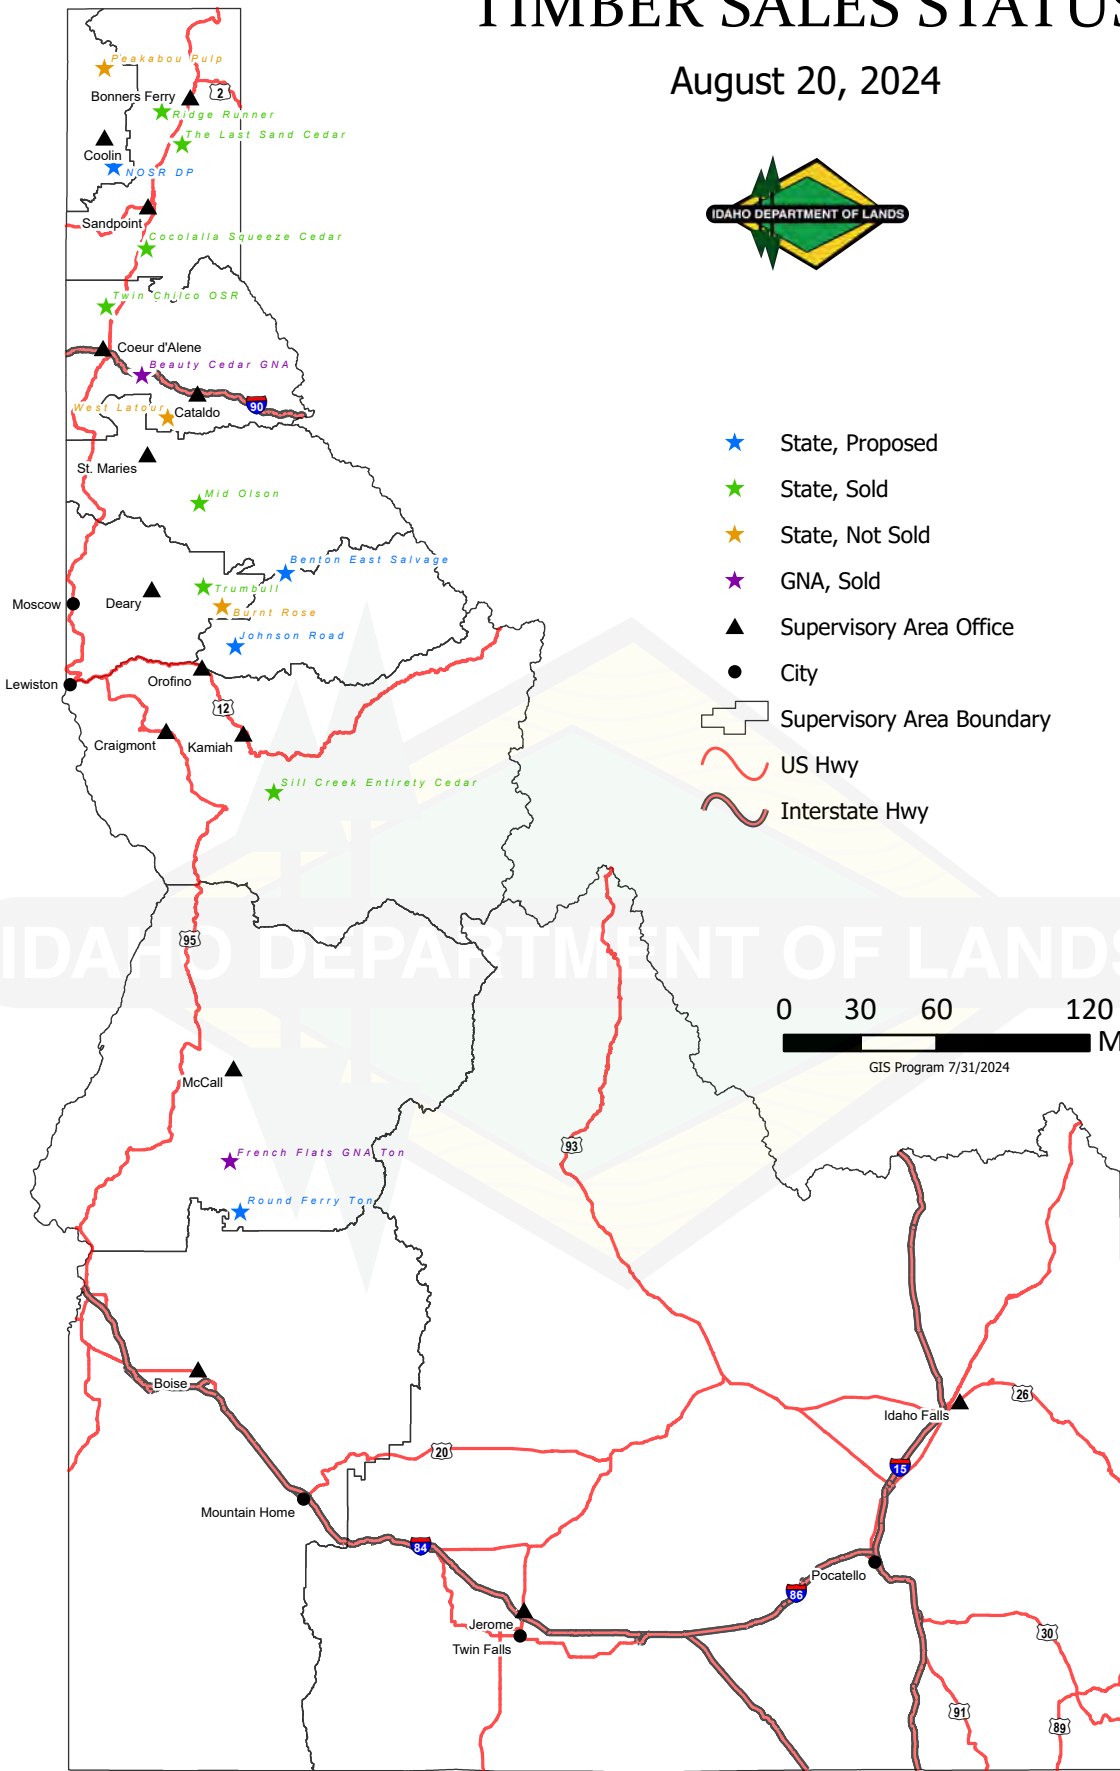 TIMBER SALES STATUS
August 20, 2024
IDAHO DEPARTMENT OF LANDS
Peakabou Pulp
Bonners Ferry
2
Ridge Runner
The Last Sand Cedar
Coolin
NOSR DP
Sandpoint
Cocolalla Squeeze Cedar
Twin Chilco OSR
Coeur d'Alene
Beauty Cedar GNA
90
West Latour
Cataldo
St. Maries
Mid Olson
Benton East Salvage
Trumbull
Moscow
Deary
Burnt Rose
Johnson Road
Lewiston
Orofino
12
Craigmont
Kamiah
Sill Creek Entirety Cedar
State, Proposed
State, Sold
State, Not Sold
GNA, Sold
Supervisory Area Office
City
Supervisory Area Boundary
US Hwy
Interstate Hwy
95
IDAHO DEPARTMENT OF LANDS
0 30 60 120
M
GIS Program 7/31/2024
McCall
93
French Flats GNA Ton
Round Ferry Ton
Boise
Idaho Falls
26
20
15
Mountain Home
84
Pocatello
86
Jerome
Twin Falls
30
91
89